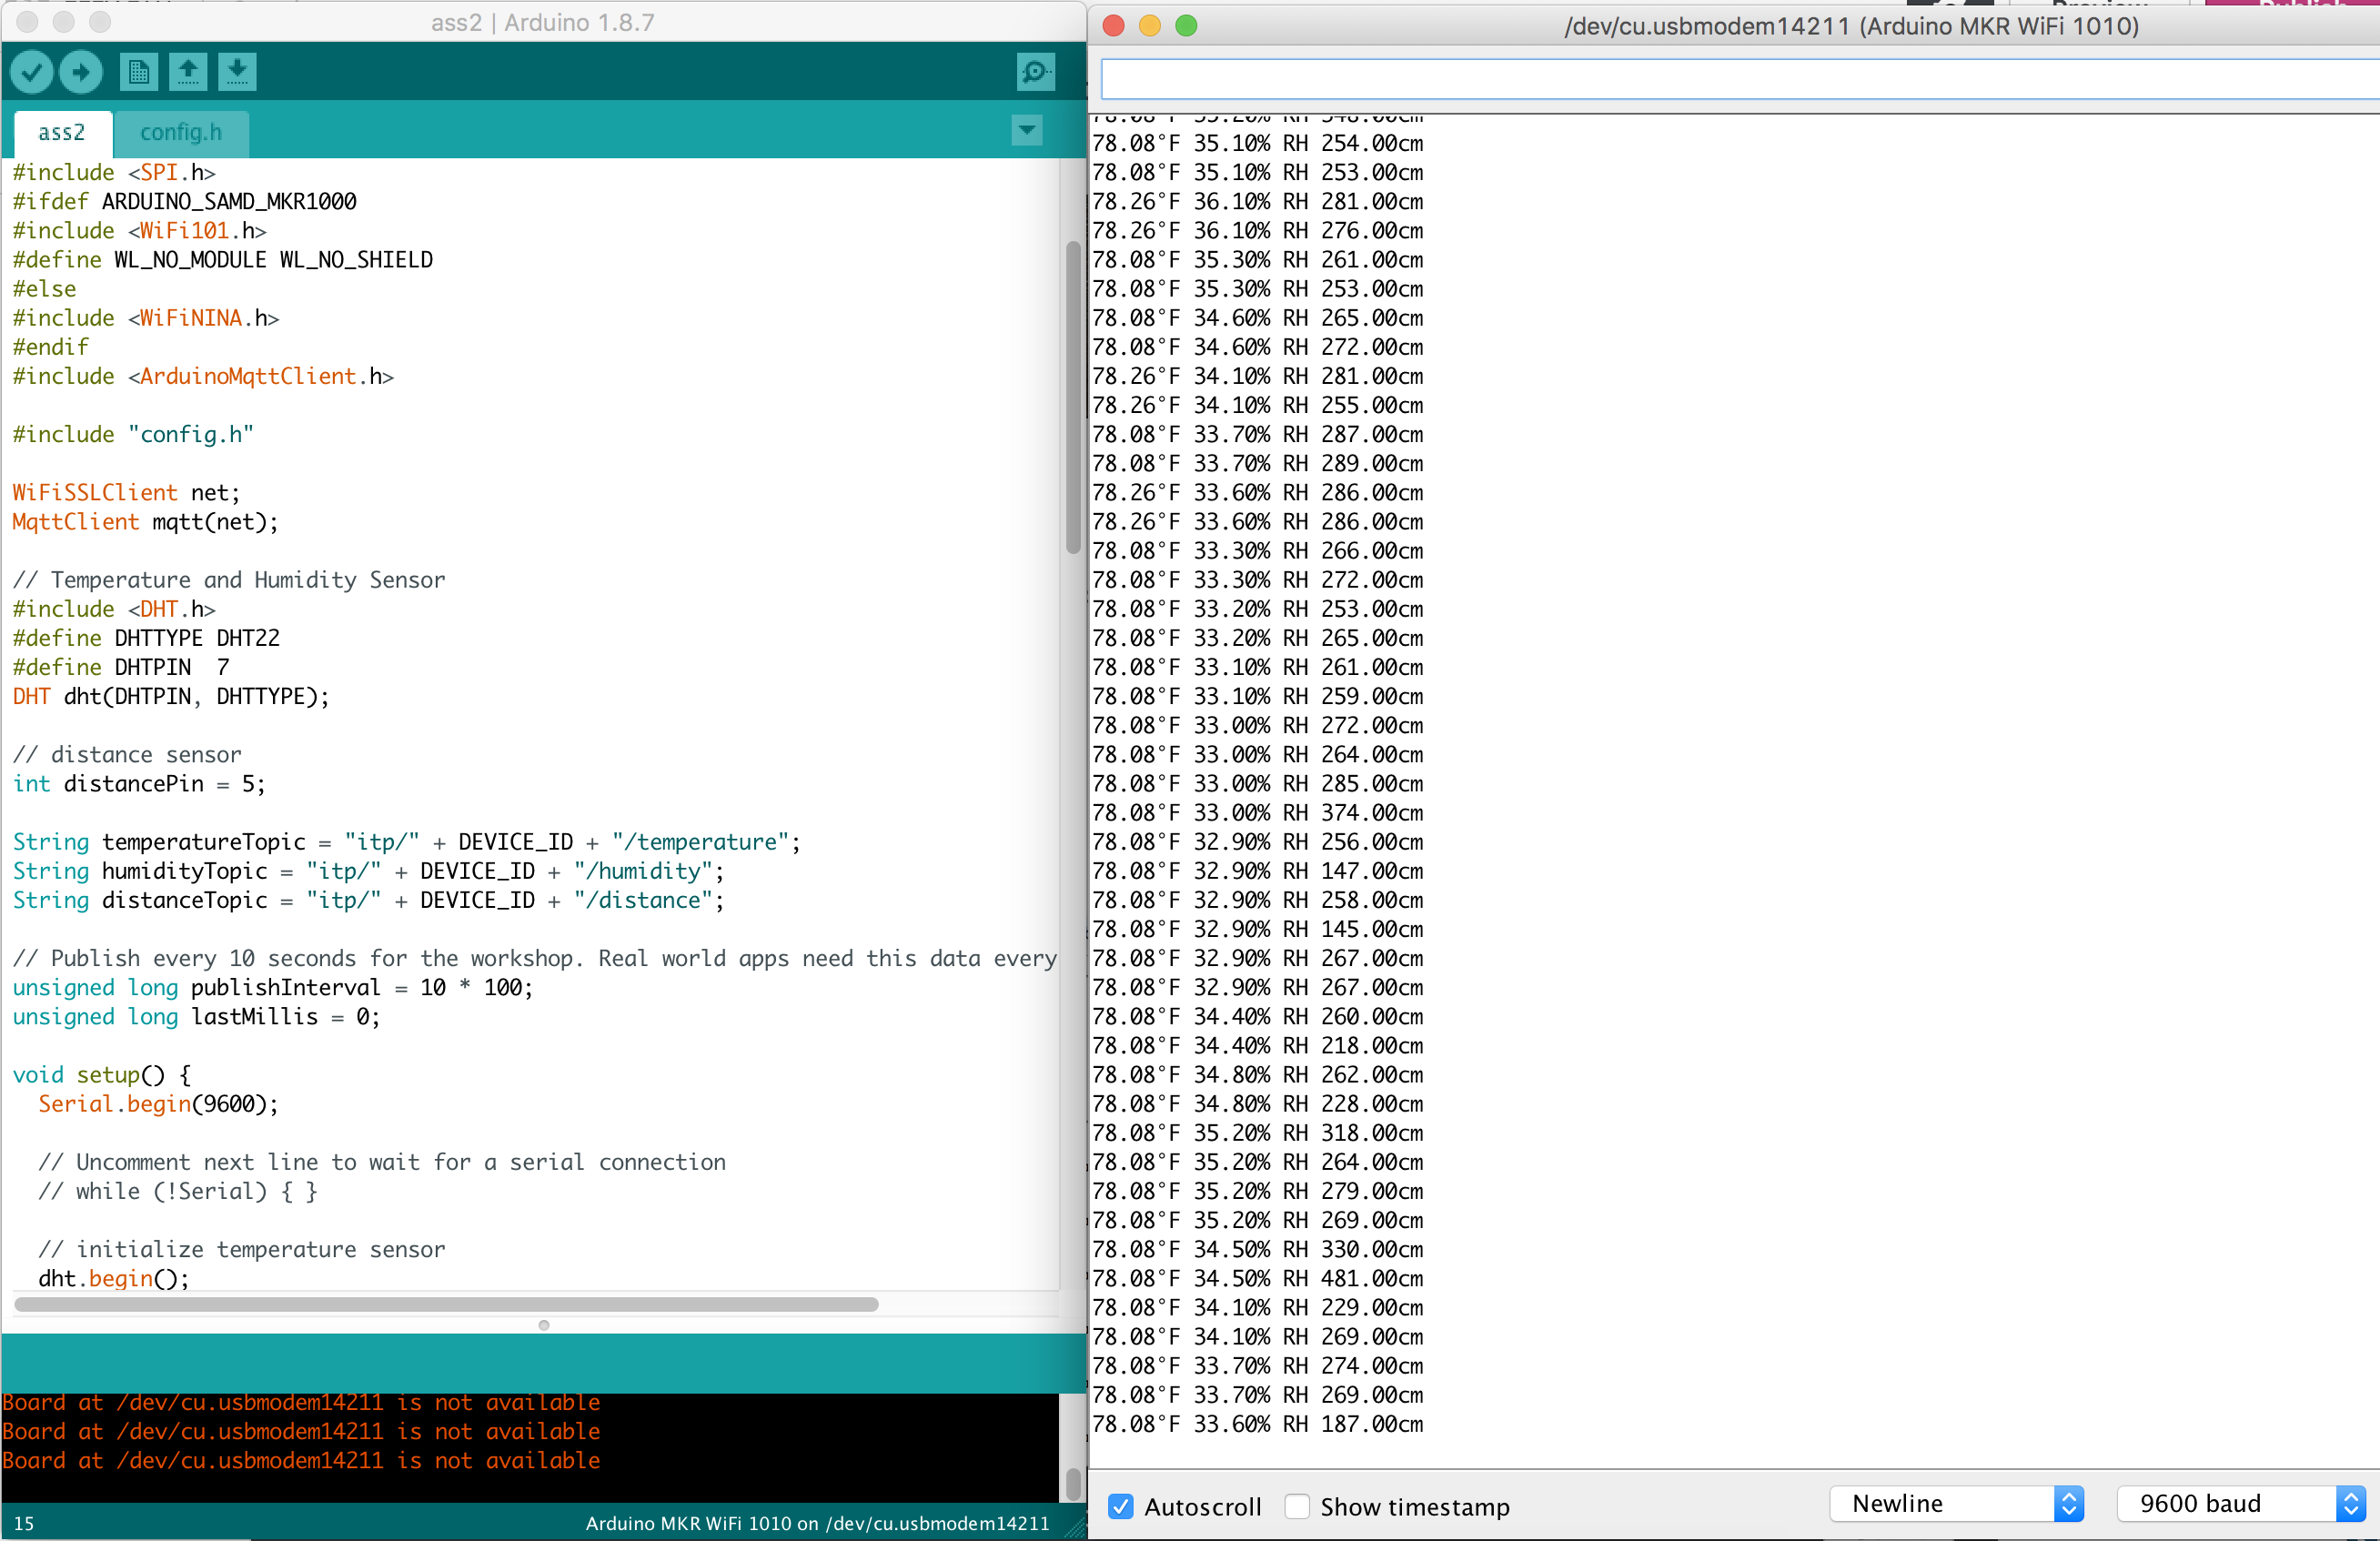 ass2 | Arduino 1.8.7
ass2
config.h
#include <SPI.h>
#ifdef ARDUINO_SAMD_MKR1000
#include <WiFi101.h>
#define WL_NO_MODULE WL_NO_SHIELD
#else
#include <WiFiNINA.h>
#endif
#include <ArduinoMqttClient.h>
#include "config.h"
WiFiSSLClient net;
MqttClient mqtt(net);
// Temperature and Humidity Sensor
#include <DHT.h>
#define DHTTYPE DHT22
#define DHTPIN  7
DHT dht(DHTPIN, DHTTYPE);
// distance sensor
int distancePin = 5;
String temperatureTopic = "itp/" + DEVICE_ID + "/temperature";
String humidityTopic = "itp/" + DEVICE_ID + "/humidity";
String distanceTopic = "itp/" + DEVICE_ID + "/distance";
// Publish every 10 seconds for the workshop. Real world apps need this data every
unsigned long publishInterval = 10 * 100;
unsigned long lastMillis = 0;
void setup() {
  Serial.begin(9600);
  // Uncomment next line to wait for a serial connection
  // while (!Serial) { }
  // initialize temperature sensor
  dht.begin();
Board at /dev/cu.usbmodem14211 is not available
Board at /dev/cu.usbmodem14211 is not available
Board at /dev/cu.usbmodem14211 is not available
15
Arduino MKR WiFi 1010 on /dev/cu.usbmodem14211
/dev/cu.usbmodem14211 (Arduino MKR WiFi 1010)
78.08°F 35.10% RH 254.00cm
78.08°F 35.10% RH 253.00cm
78.26°F 36.10% RH 281.00cm
78.26°F 36.10% RH 276.00cm
78.08°F 35.30% RH 261.00cm
78.08°F 35.30% RH 253.00cm
78.08°F 34.60% RH 265.00cm
78.08°F 34.60% RH 272.00cm
78.26°F 34.10% RH 281.00cm
78.26°F 34.10% RH 255.00cm
78.08°F 33.70% RH 287.00cm
78.08°F 33.70% RH 289.00cm
78.26°F 33.60% RH 286.00cm
78.26°F 33.60% RH 286.00cm
78.08°F 33.30% RH 266.00cm
78.08°F 33.30% RH 272.00cm
78.08°F 33.20% RH 253.00cm
78.08°F 33.20% RH 265.00cm
78.08°F 33.10% RH 261.00cm
78.08°F 33.10% RH 259.00cm
78.08°F 33.00% RH 272.00cm
78.08°F 33.00% RH 264.00cm
78.08°F 33.00% RH 285.00cm
78.08°F 33.00% RH 374.00cm
78.08°F 32.90% RH 256.00cm
78.08°F 32.90% RH 147.00cm
78.08°F 32.90% RH 258.00cm
78.08°F 32.90% RH 145.00cm
78.08°F 32.90% RH 267.00cm
78.08°F 32.90% RH 267.00cm
78.08°F 34.40% RH 260.00cm
78.08°F 34.40% RH 218.00cm
78.08°F 34.80% RH 262.00cm
78.08°F 34.80% RH 228.00cm
78.08°F 35.20% RH 318.00cm
78.08°F 35.20% RH 264.00cm
78.08°F 35.20% RH 279.00cm
78.08°F 35.20% RH 269.00cm
78.08°F 34.50% RH 330.00cm
78.08°F 34.50% RH 481.00cm
78.08°F 34.10% RH 229.00cm
78.08°F 34.10% RH 269.00cm
78.08°F 33.70% RH 274.00cm
78.08°F 33.70% RH 269.00cm
78.08°F 33.60% RH 187.00cm
Autoscroll
Show timestamp
Newline
9600 baud